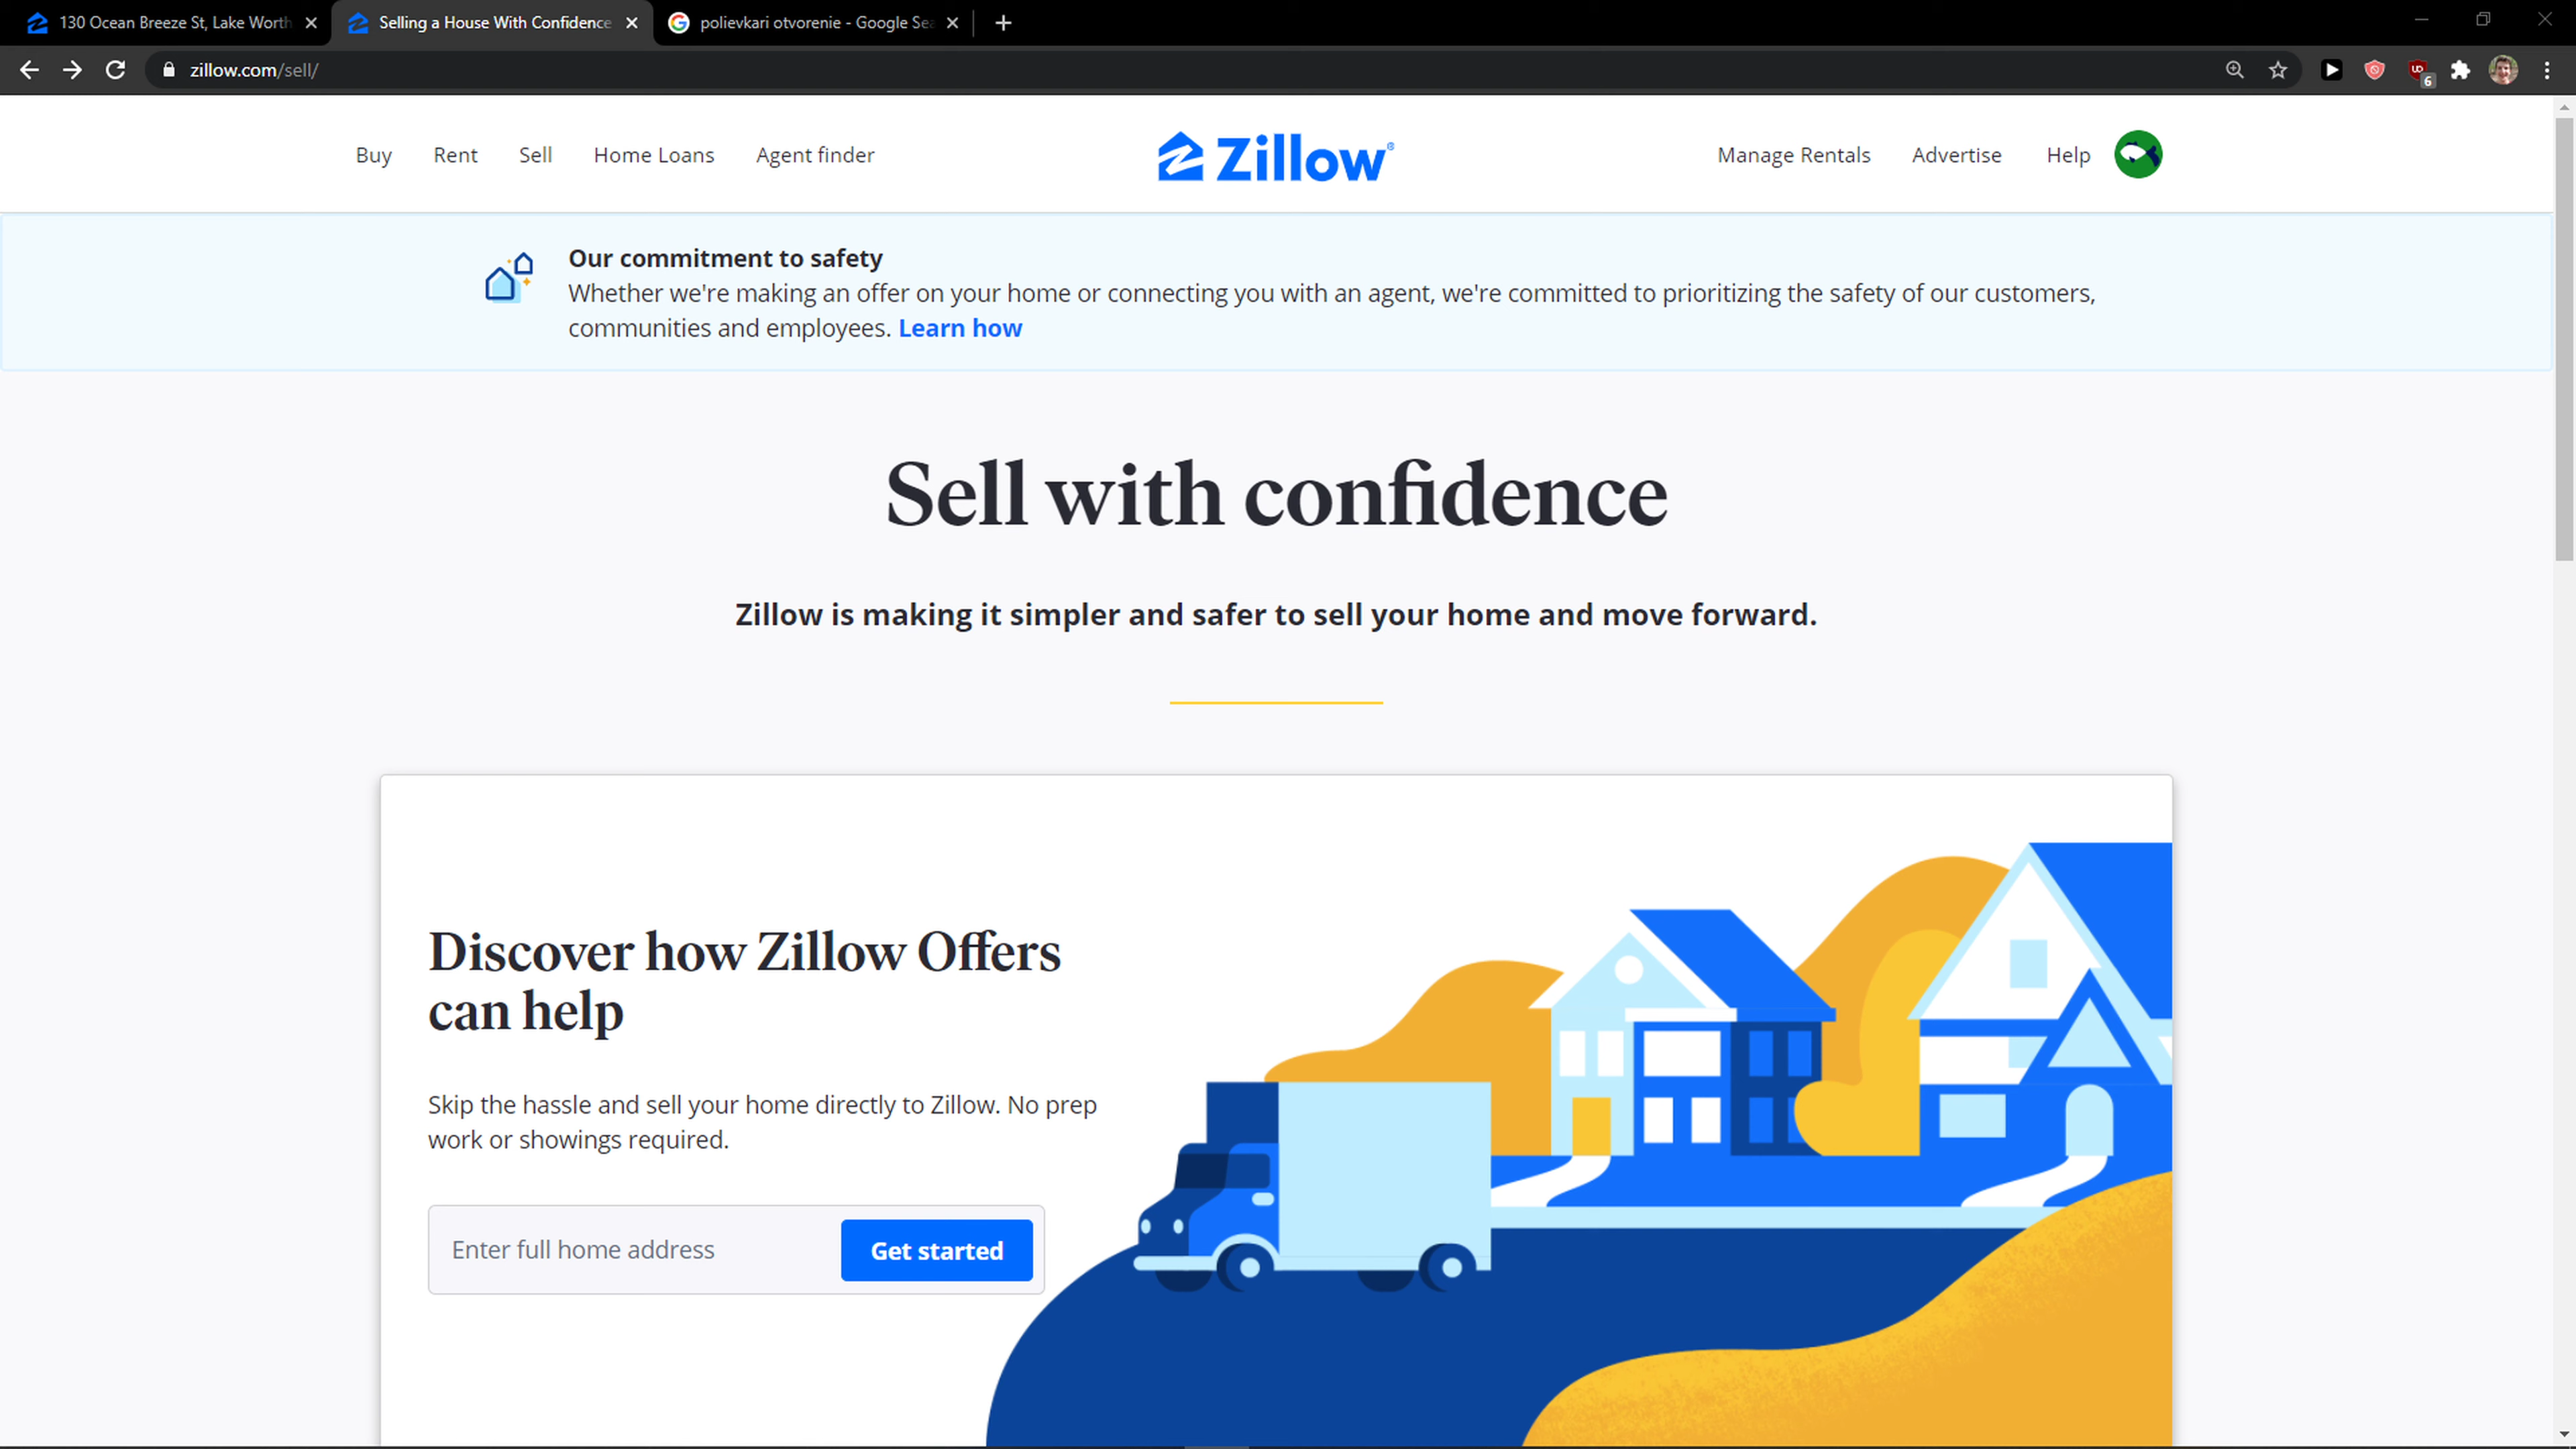 130 Ocean Breeze St, Lake Worth
Selling a House With Confidence
polievkari otvorenie - Google Sea
zillow.com/sell/
6
Buy Rent Sell Home Loans Agent finder
Zillow®
Manage Rentals Advertise Help
Our commitment to safety
Whether we're making an offer on your home or connecting you with an agent, we're committed to prioritizing the safety of our customers,
communities and employees. Learn how
Sell with confidence
Zillow is making it simpler and safer to sell your home and move forward.
Discover how Zillow Offers
can help
Skip the hassle and sell your home directly to Zillow. No prep
work or showings required.
Enter full home address
Get started